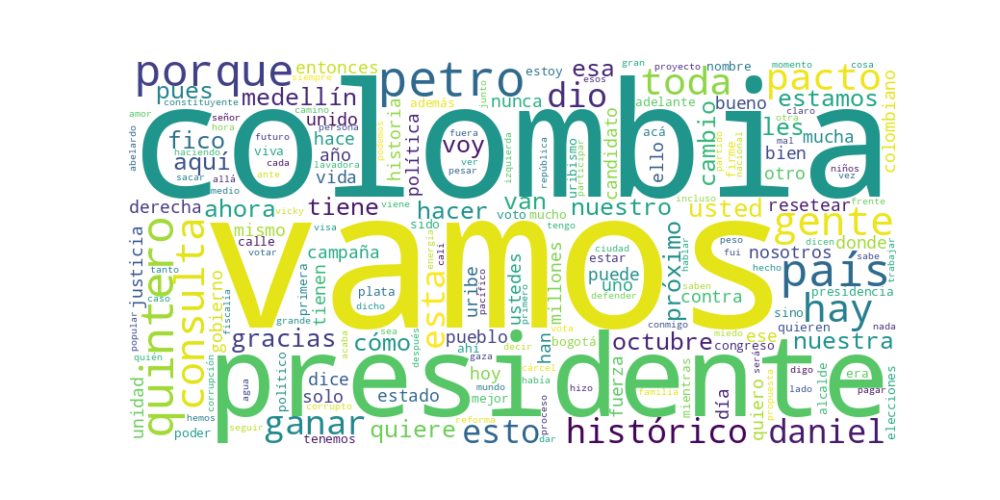 porque
petro
esa
toda
pacto
entonces
estoy
gran
proyecto
nombre
momento
cosa
siempre
esos
pues
medellín
además
nunca
dio
adelante
bueno
estamos
constituyente
junto
amor
camino
unido
historia
política
colombia
candidato
cambio
les
claro
otra
mucha
colombiano
señor
hora
persona
podemos
fuera
acá
abelardo
fico
hace
futuro
voy
ello
uribismo
firme
partido
nacional
bien
mal
haciendo
viva
lavadora
año
ver
izquierda
república
participar
otro
niños
vez
aquí
cada
vida
pesar
sacar
allá
ante
medio
derecha
ahora
vicky
viene
tiene
hacer
van
nuestro
incluso
usted
resetear
frente
visa
sido
voto
mucho
tengo
gente
mismo
calle
votar
vamos
energía
cali
ciudad
estar
hablar
próximo
peso
fui
dicen
nosotros
donde
sabe
trabajar
justicia
quintero
consulta
campaña
esta
uribe
ustedes
puede
uno
millones
saben
contra
hecho
país
presidencia
tanto
gobierno
primera
tienen
plata
dicho
pacífico
primero
defender
sino
hay
caso
fiscalía
grande
pueblo
conmigo
miedo
ese
quieren
nada
popular
gracias
cómo
ahí
han
bogotá
octubre
congreso
nuestra
quién
acaba
sea
después
gaza
decir
vota
mientras
será
digo
era
unidad
corrupción
presidente
hoy
dice
político
agua
solo
estado
mundo
mejor
cárcel
había
hizo
fuerza
familia
día
propuesta
lado
alcalde
pagar
hemos
poder
seguir
corrupto
ganar
tenemos
quiere
reforma
esto
proceso
dar
histórico
quiero
daniel
elecciones